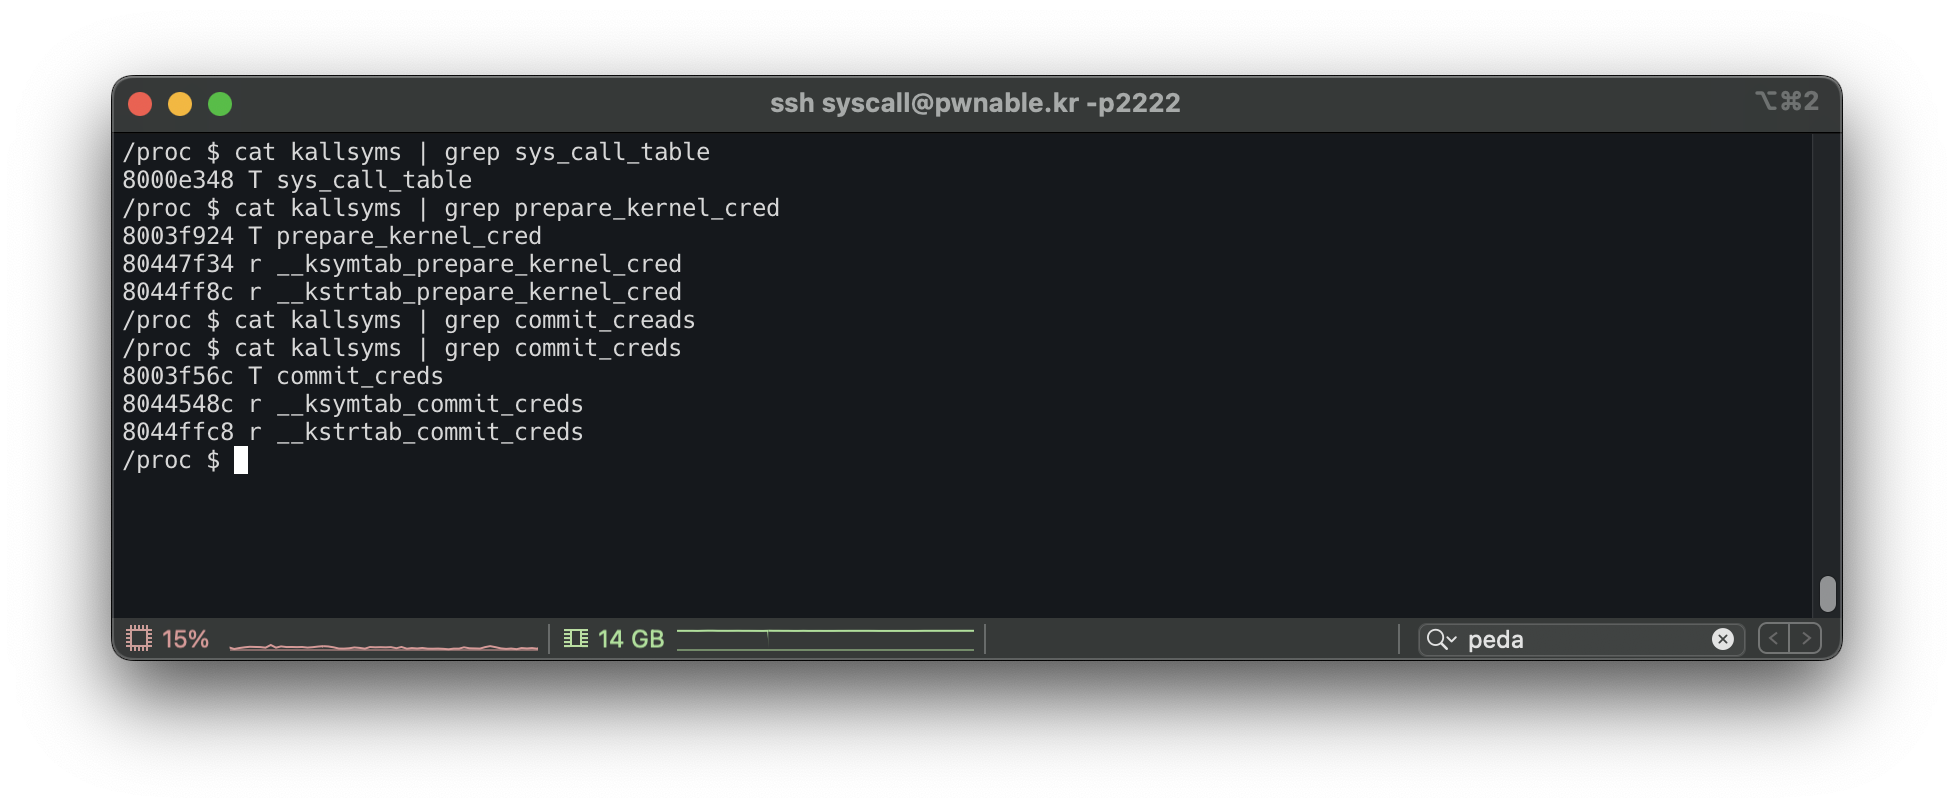 ssh syscall@pwnable.kr -p2222
⌥⌘2
/proc $ cat kallsyms | grep sys_call_table
8000e348 T sys_call_table
/proc $ cat kallsyms | grep prepare_kernel_cred
8003f924 T prepare_kernel_cred
80447f34 r __ksymtab_prepare_kernel_cred
8044ff8c r __kstrtab_prepare_kernel_cred
/proc $ cat kallsyms | grep commit_creads
/proc $ cat kallsyms | grep commit_creds
8003f56c T commit_creds
8044548c r __ksymtab_commit_creds
8044ffc8 r __kstrtab_commit_creds
/proc $
15%
14 GB
peda